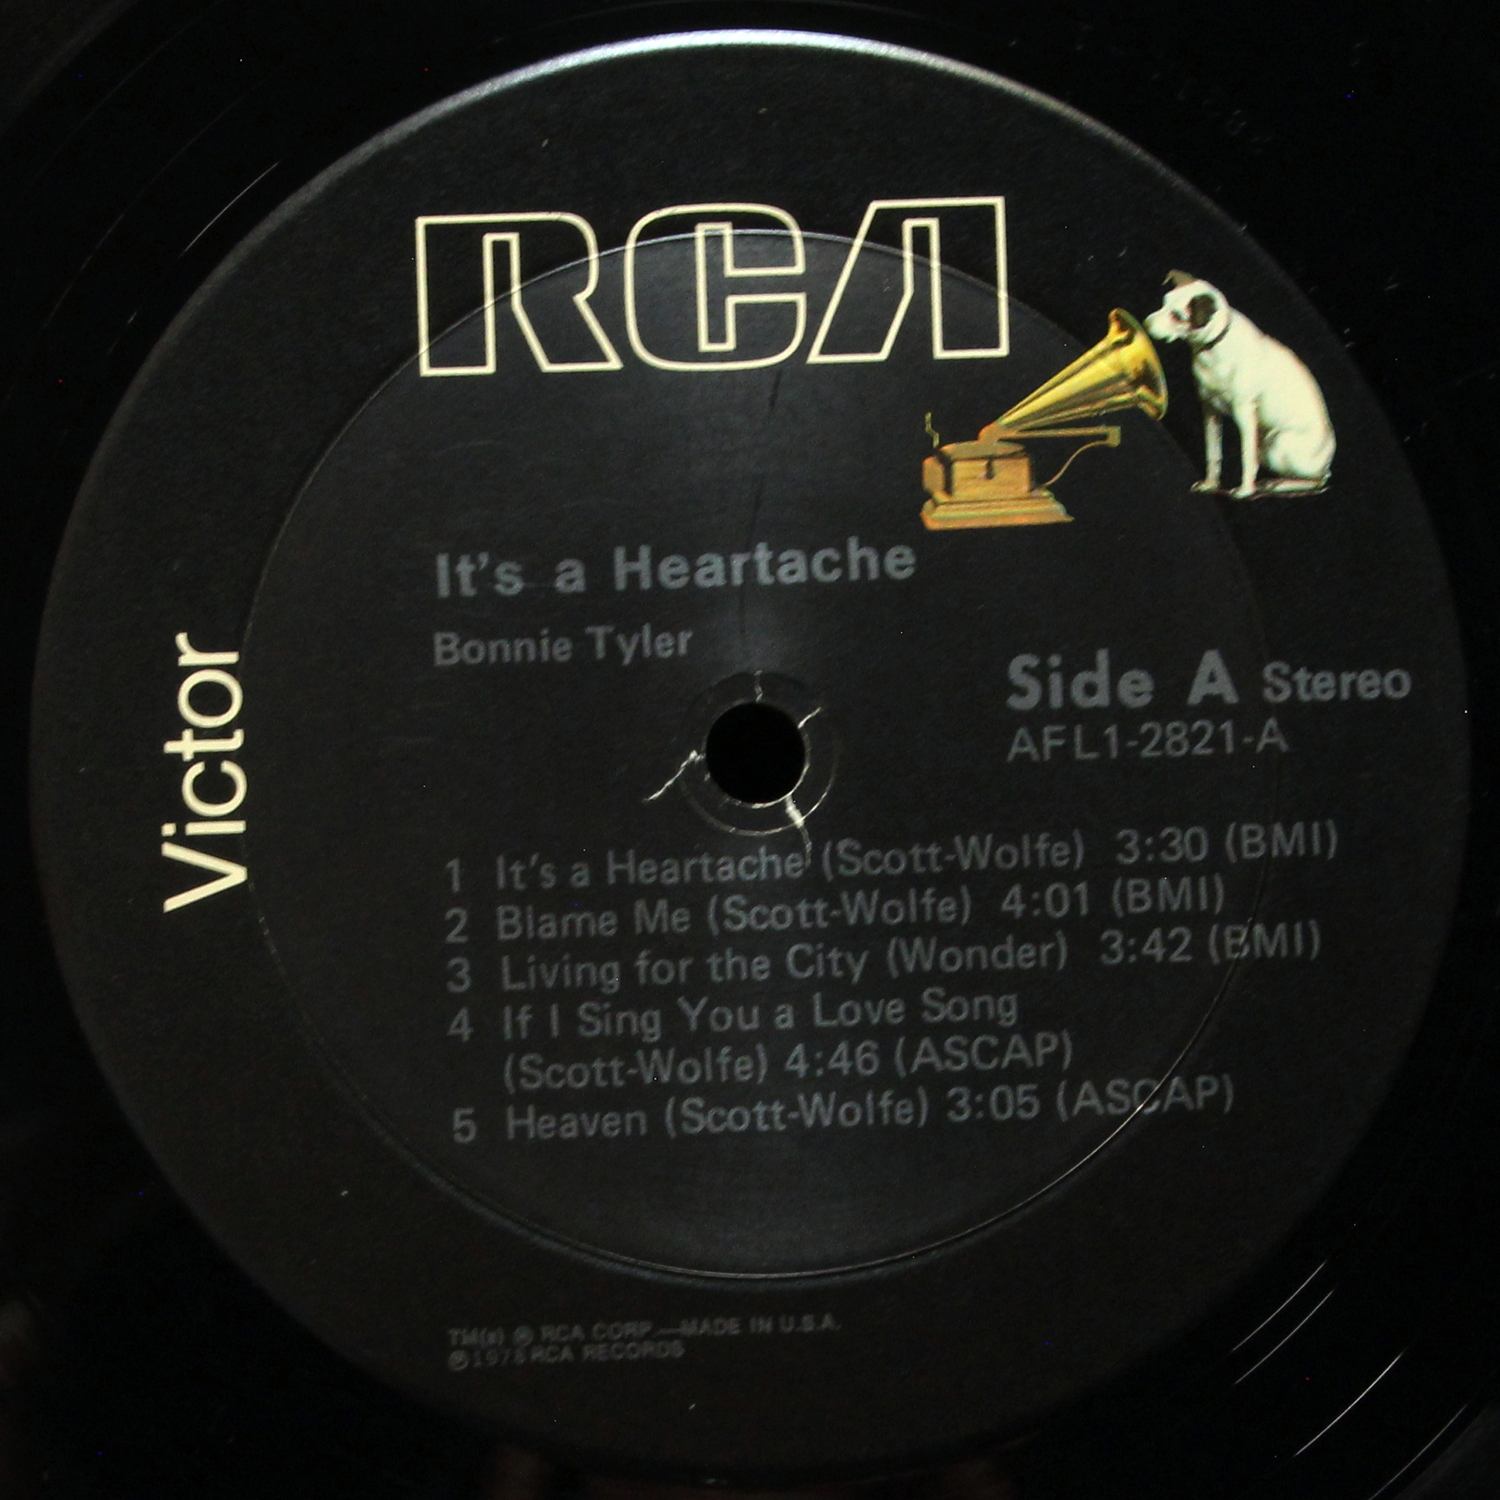 RCA
Victor
It's a Heartache
Bonnie Tyler
Side A Stereo
AFL1-2821-A
1 It's a Heartache (Scott-Wolfe) 3:30 (BMI)
2 Blame Me (Scott-Wolfe) 4:01 (BMI)
3 Living for the City (Wonder) 3:42 (BMI)
4 If I Sing You a Love Song
(Scott-Wolfe) 4:46 (ASCAP)
5 Heaven (Scott-Wolfe) 3:05 (ASCAP)
TM(s) ® RCA CORP.—MADE IN U.S.A.
℗ 1978 RCA RECORDS